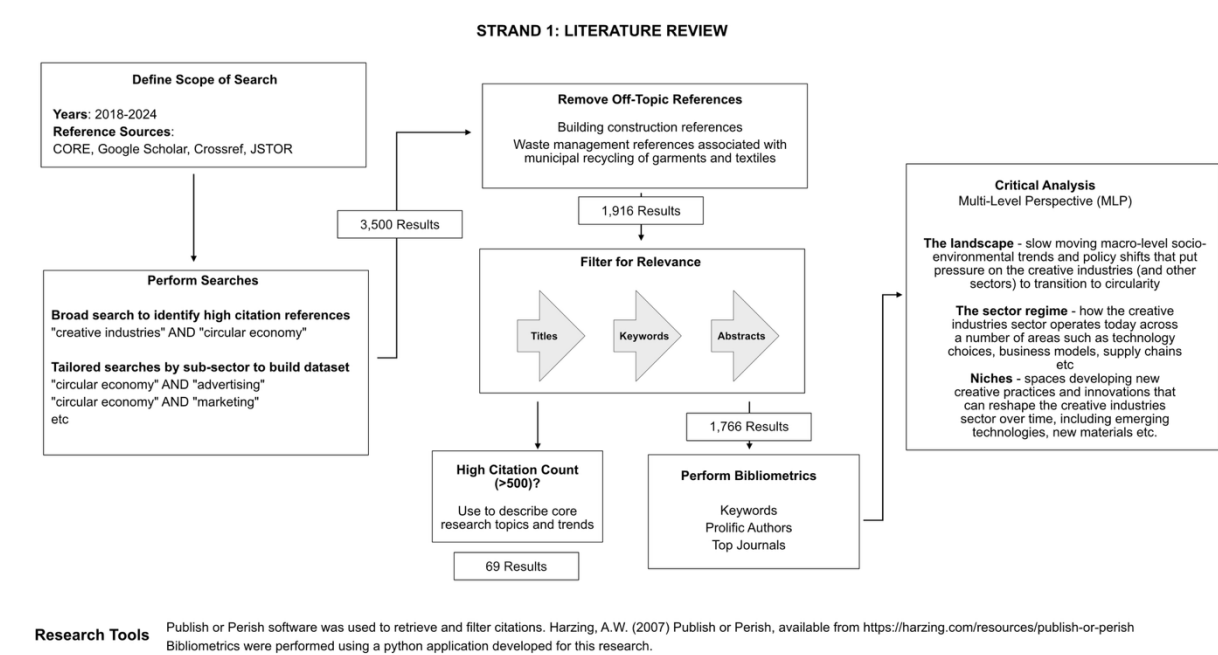 STRAND 1: LITERATURE REVIEW
Define Scope of Search
Years: 2018-2024
Reference Sources:
CORE, Google Scholar, Crossref, JSTOR
Perform Searches
Broad search to identify high citation references
"creative industries" AND "circular economy"
Tailored searches by sub-sector to build dataset
"circular economy" AND "advertising"
"circular economy" AND "marketing"
etc
3,500 Results
Remove Off-Topic References
Building construction references
Waste management references associated with
municipal recycling of garments and textiles
1,916 Results
Filter for Relevance
Titles
Keywords
Abstracts
High Citation Count
(>500)?
Use to describe core
research topics and trends
69 Results
1,766 Results
Perform Bibliometrics
Keywords
Prolific Authors
Top Journals
Critical Analysis
Multi-Level Perspective (MLP)
The landscape - slow moving macro-level socio-
environmental trends and policy shifts that put
pressure on the creative industries (and other
sectors) to transition to circularity
The sector regime - how the creative
industries sector operates today across
a number of areas such as technology
choices, business models, supply chains
etc
Niches - spaces developing new
creative practices and innovations that
can reshape the creative industries
sector over time, including emerging
technologies, new materials etc.
Research Tools
Publish or Perish software was used to retrieve and filter citations. Harzing, A.W. (2007) Publish or Perish, available from https://harzing.com/resources/publish-or-perish
Bibliometrics were performed using a python application developed for this research.